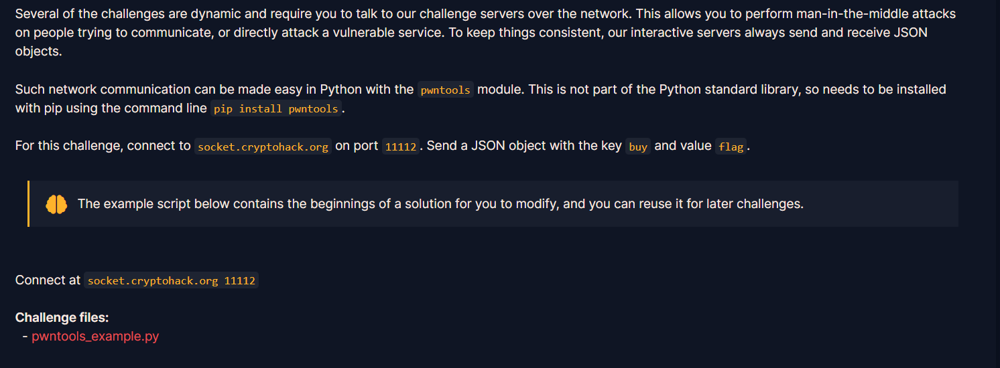 Several of the challenges are dynamic and require you to talk to our challenge servers over the network. This allows you to perform man-in-the-middle attacks
on people trying to communicate, or directly attack a vulnerable service. To keep things consistent, our interactive servers always send and receive JSON
objects.
Such network communication can be made easy in Python with the pwntools module. This is not part of the Python standard library, so needs to be installed
with pip using the command line pip install pwntools.
For this challenge, connect to socket.cryptohack.org on port 11112. Send a JSON object with the key buy and value flag.
The example script below contains the beginnings of a solution for you to modify, and you can reuse it for later challenges.
Connect at socket.cryptohack.org 11112
Challenge files:
- pwntools_example.py